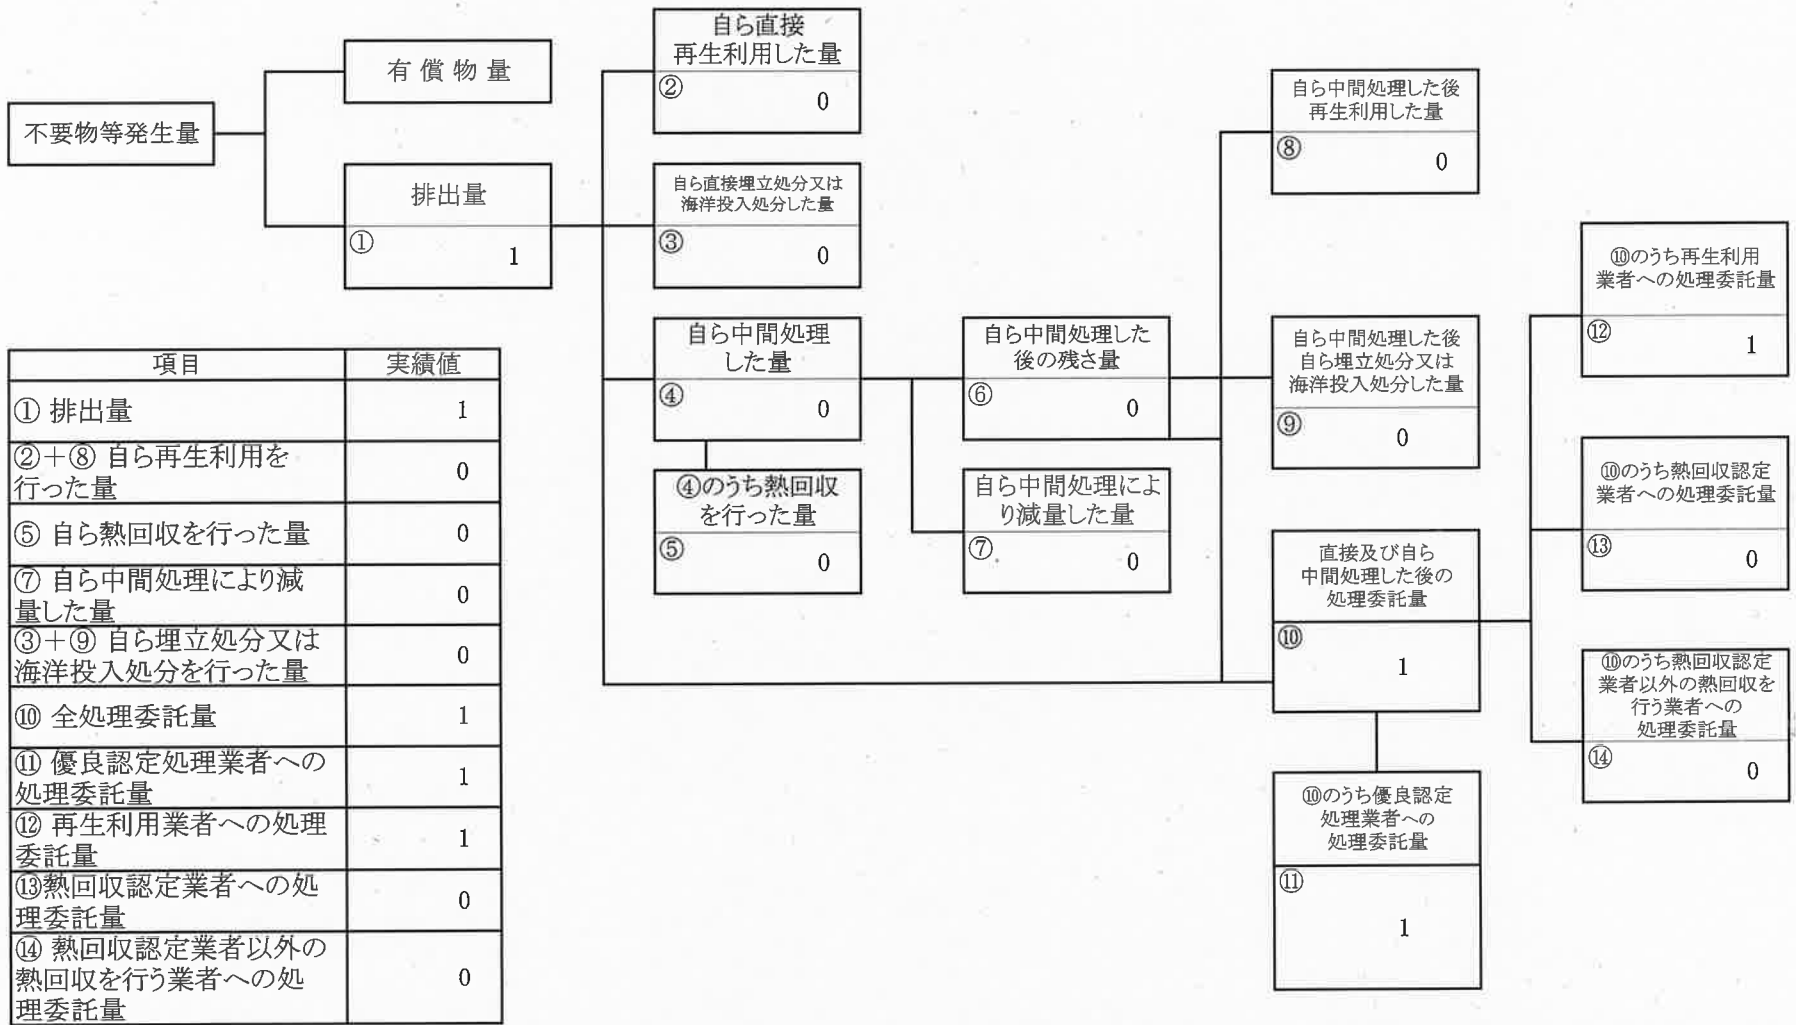 不要物等発生量
有償物量
排出量
①
1
自ら直接
再生利用した量
②
0
自ら直接埋立処分又は
海洋投入処分した量
③
0
自ら中間処理
した量
④
0
④のうち熱回収
を行った量
⑤
0
自ら中間処理した
後の残さ量
⑥
0
自ら中間処理によ
り減量した量
⑦
0
自ら中間処理した後
再生利用した量
⑧
0
自ら中間処理した後
自ら埋立処分又は
海洋投入処分した量
⑨
0
直接及び自ら
中間処理した後の
処理委託量
⑩
1
⑩のうち優良認定
処理業者への
処理委託量
⑪
1
⑩のうち再生利用
業者への処理委託量
⑫
1
⑩のうち熱回収認定
業者への処理委託量
⑬
0
⑩のうち熱回収認定
業者以外の熱回収を
行う業者への
処理委託量
⑭
0
項目 実績値
① 排出量 1
②＋⑧ 自ら再生利用を
行った量 0
⑤ 自ら熱回収を行った量 0
⑦ 自ら中間処理により減
量した量 0
③＋⑨ 自ら埋立処分又は
海洋投入処分を行った量 0
⑩ 全処理委託量 1
⑪ 優良認定処理業者への
処理委託量 1
⑫ 再生利用業者への処理
委託量 1
⑬熱回収認定業者への処
理委託量 0
⑭ 熱回収認定業者以外の
熱回収を行う業者への処
理委託量 0